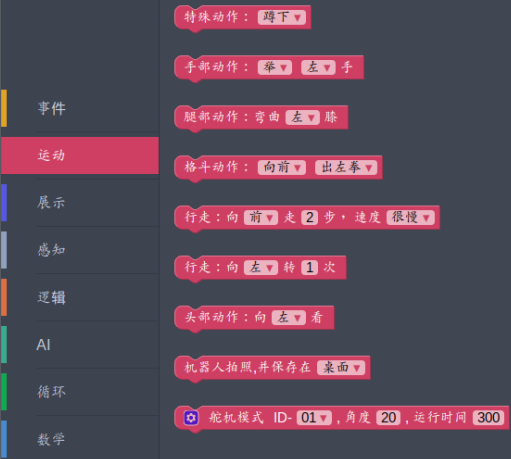 事件
运动
展示
感知
逻辑
AI
循环
数学
特殊动作：蹲下▼
手部动作：举▼ 左▼ 手
腿部动作：弯曲 左▼ 膝
格斗动作： 向前▼ 出左拳▼
行走：向 前▼ 走 2 步， 速度 很慢▼
行走：向 左▼ 转 1 次
头部动作：向 左▼ 看
机器人拍照,并保存在 桌面▼
舵机模式 ID- 01▼ , 角度 20 , 运行时间 300